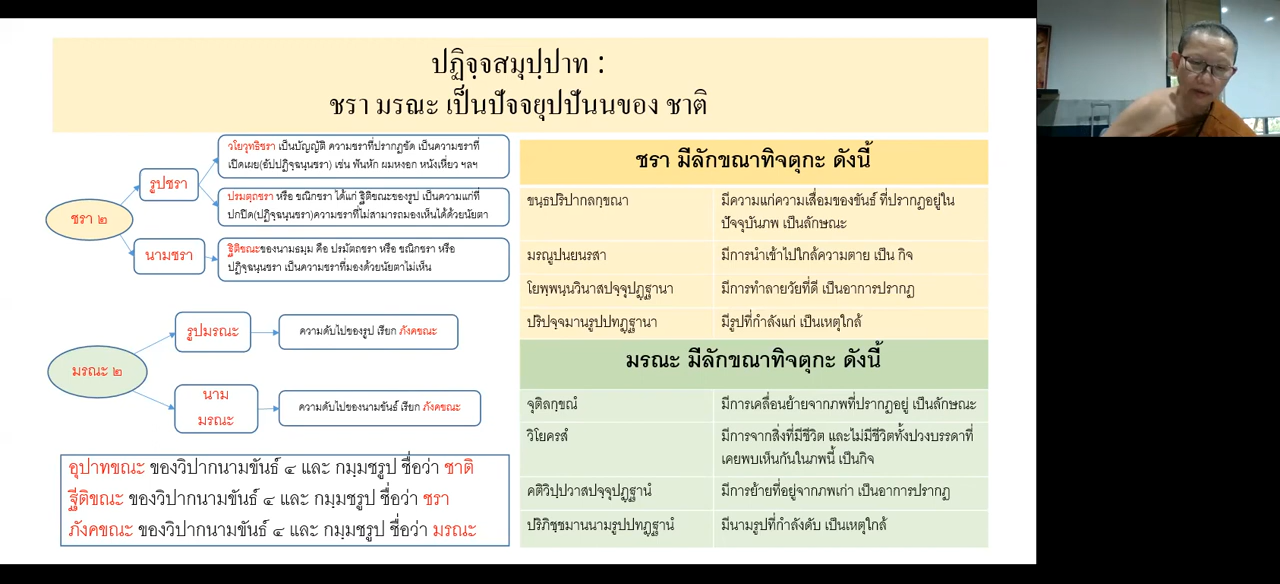 ปฏิจฺจสมุปฺปาท :
ชรา มรณะ เป็นปัจจยุปปันนของ ชาติ
ชรา ๒
รูปชรา
วโยวุทธิชรา เป็นบัญญัติ ความชราที่ปรากฏชัด เป็นความชราที่
เปิดเผย(อัปปฏิจฺฉนฺนชรา) เช่น ฟันหัก ผมหงอก หนังเหี่ยว ฯลฯ
ปรมตฺถชรา หรือ ขณิกชรา ได้แก่ ฐิติขณะของรูป เป็นความแก่ที่
ปกปิด(ปฏิจฺฉนฺนชรา)ความชราที่ไม่สามารถมองเห็นได้ด้วยนัยตา
นามชรา
ฐิติขณะของนามธมฺม คือ ปรมัตถชรา หรือ ขณิกชรา หรือ
ปฏิจฺฉนฺนชรา เป็นความชราที่มองด้วยนัยตาไม่เห็น
มรณะ ๒
รูปมรณะ
ความดับไปของรูป เรียก ภังคขณะ
นาม
มรณะ
ความดับไปของนามขันธ์ เรียก ภังคขณะ
อุปาทขณะ ของวิปากนามขันธ์ ๔ และ กมฺมชรูป ชื่อว่า ชาติ
ฐีติขณะ ของวิปากนามขันธ์ ๔ และ กมฺมชรูป ชื่อว่า ชรา
ภังคขณะ ของวิปากนามขันธ์ ๔ และ กมฺมชรูป ชื่อว่า มรณะ
ชรา มีลักขณาทิจตุกะ ดังนี้
ขนฺธปริปากลกฺขณา มีความแก่ความเสื่อมของขันธ์ ที่ปรากฏอยู่ใน
ปัจจุบันภพ เป็นลักษณะ
มรณูปนยนรสา มีการนำเข้าไปใกล้ความตาย เป็น กิจ
โยพฺพนฺนวินาสปจฺจุปฏฺฐานา มีการทำลายวัยที่ดี เป็นอาการปรากฏ
ปริปจฺจมานรูปปทฏฺฐานา มีรูปที่กำลังแก่ เป็นเหตุใกล้
มรณะ มีลักขณาทิจตุกะ ดังนี้
จุติลกฺขณํ มีการเคลื่อนย้ายจากภพที่ปรากฏอยู่ เป็นลักษณะ
วิโยครสํ มีการจากสิ่งที่มีชีวิต และไม่มีชีวิตทั้งปวงบรรดาที่
เคยพบเห็นกันในภพนี้ เป็นกิจ
คติวิปฺปวาสปจฺจุปฏฺฐานํ มีการย้ายที่อยู่จากภพเก่า เป็นอาการปรากฏ
ปริภิชฺชมานนามรูปปทฏฺฐานํ มีนามรูปที่กำลังดับ เป็นเหตุใกล้